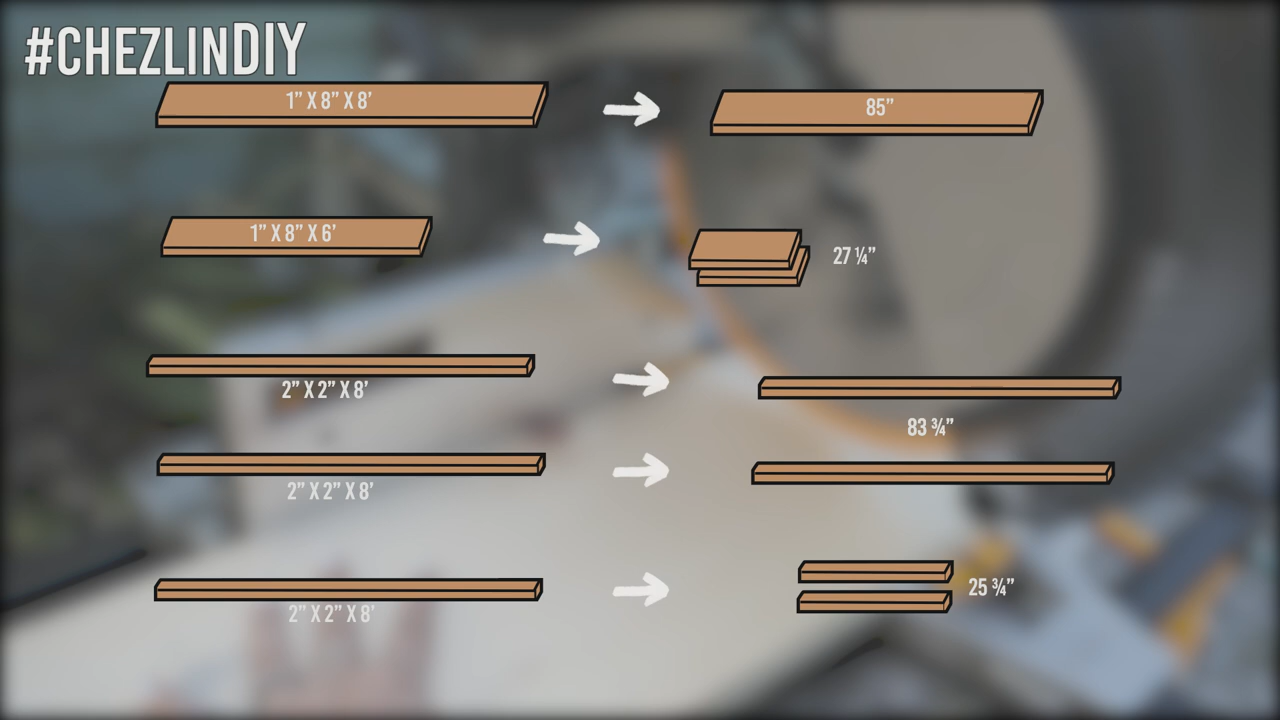 #CHEZLINDIY
1” X 8” X 8’
85”
1” X 8” X 6’
27 ¼”
2” X 2” X 8’
83 ¾”
2” X 2” X 8’
25 ¾”
2” X 2” X 8’